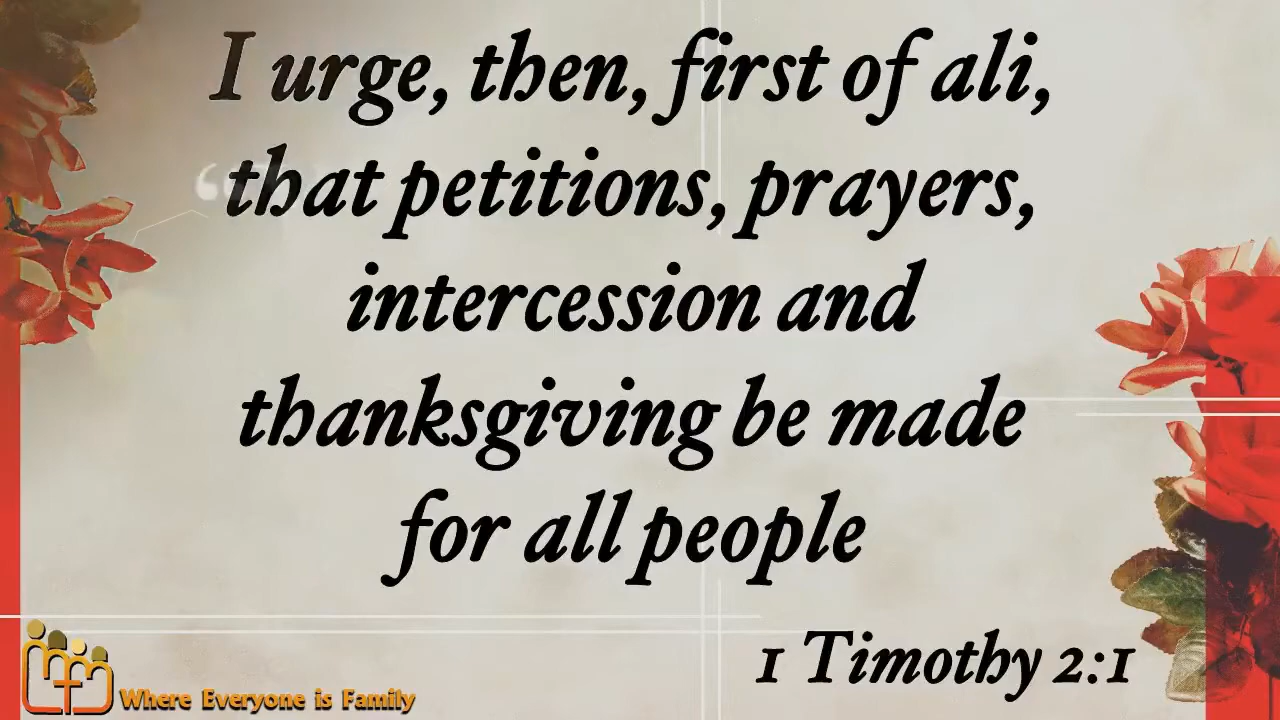 I urge, then, first of ali,
that petitions, prayers,
intercession and
thanksgiving be made
for all people
1 Timothy 2:1
Where Everyone is Family